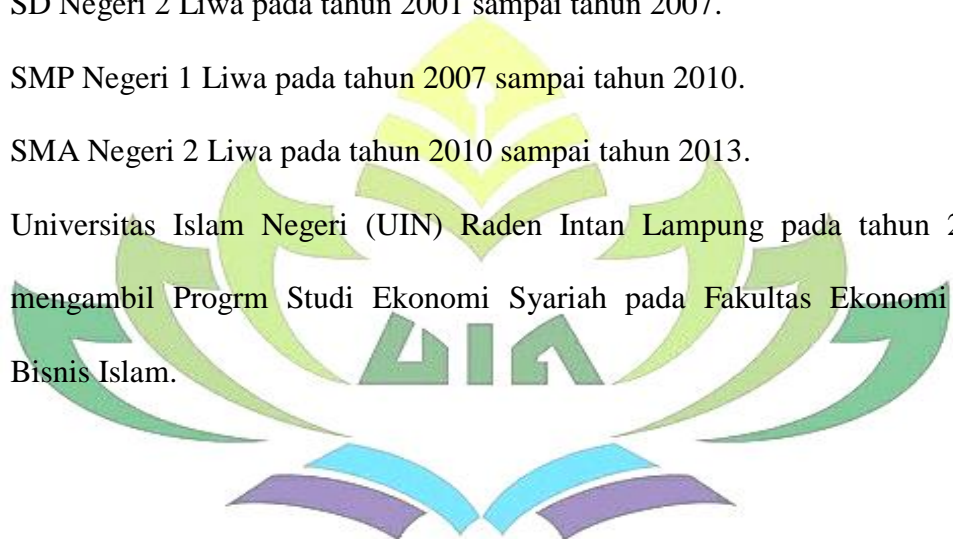 SD Negeri 2 Liwa pada tahun 2001 sampai tahun 2007.
SMP Negeri 1 Liwa pada tahun 2007 sampai tahun 2010.
SMA Negeri 2 Liwa pada tahun 2010 sampai tahun 2013.
Universitas Islam Negeri (UIN) Raden Intan Lampung pada tahun
mengambil Progrm Studi Ekonomi Syariah pada Fakultas Ekonomi
Bisnis Islam.
UIN